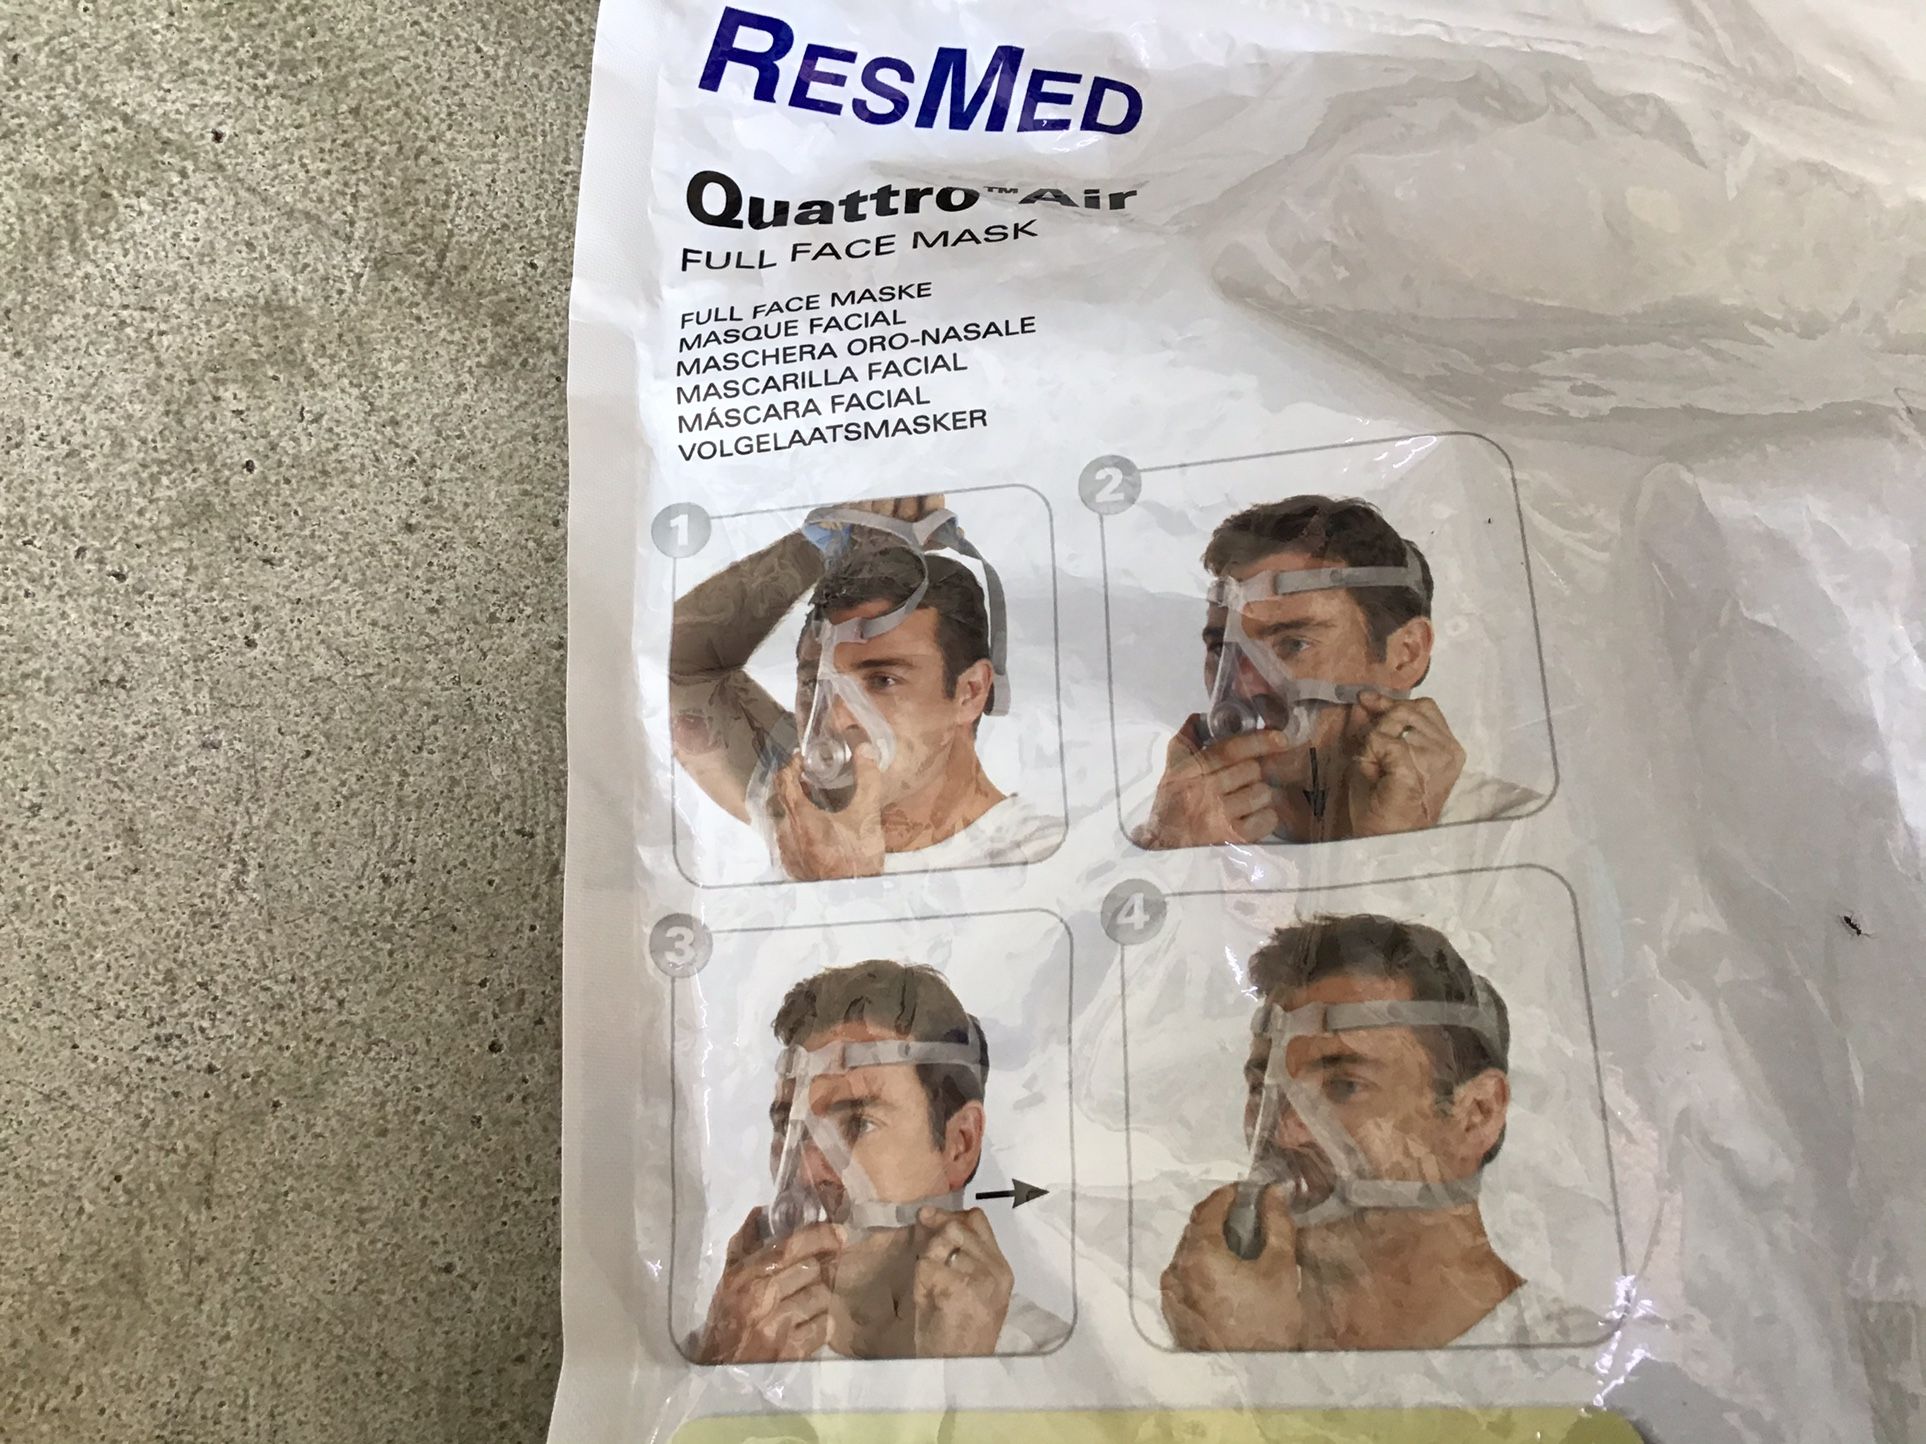 RESMED
Quattro™ Air
FULL FACE MASK
FULL FACE MASKE
MASQUE FACIAL
MASCHERA ORO-NASALE
MASCARILLA FACIAL
MÁSCARA FACIAL
VOLGELAATSMASKER
1
2
3
4